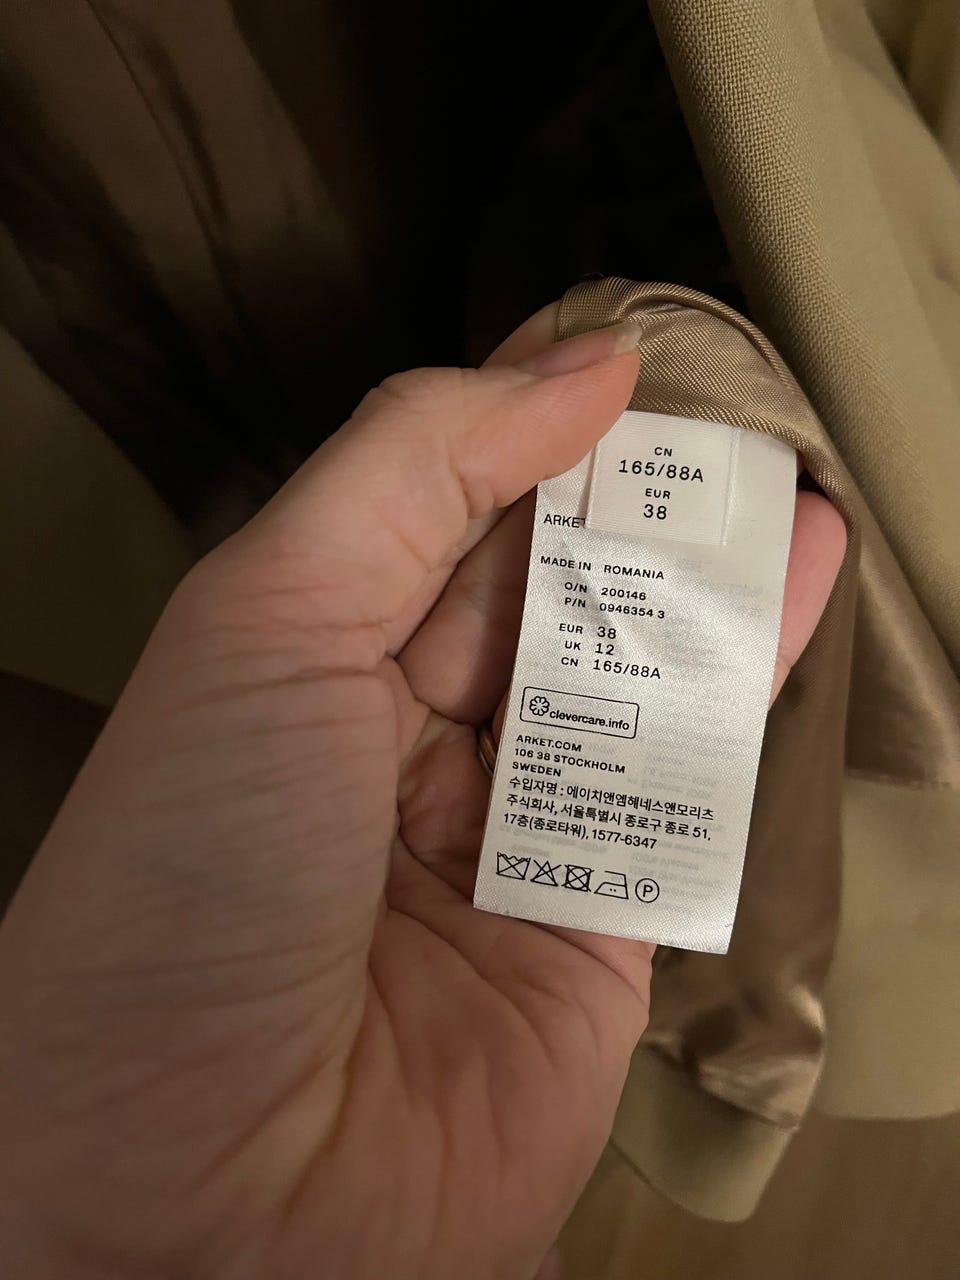 CN
165/88A
EUR
38
ARKET
MADE IN ROMANIA
O/N 200146
P/N 0946354 3
EUR 38
UK 12
CN 165/88A
clevercare.info
ARKET.COM
106 38 STOCKHOLM
SWEDEN
수입자명 : 에이치앤엠헤네스앤모리츠
주식회사, 서울특별시 종로구 종로 51,
17층(종로타워), 1577-6347
P